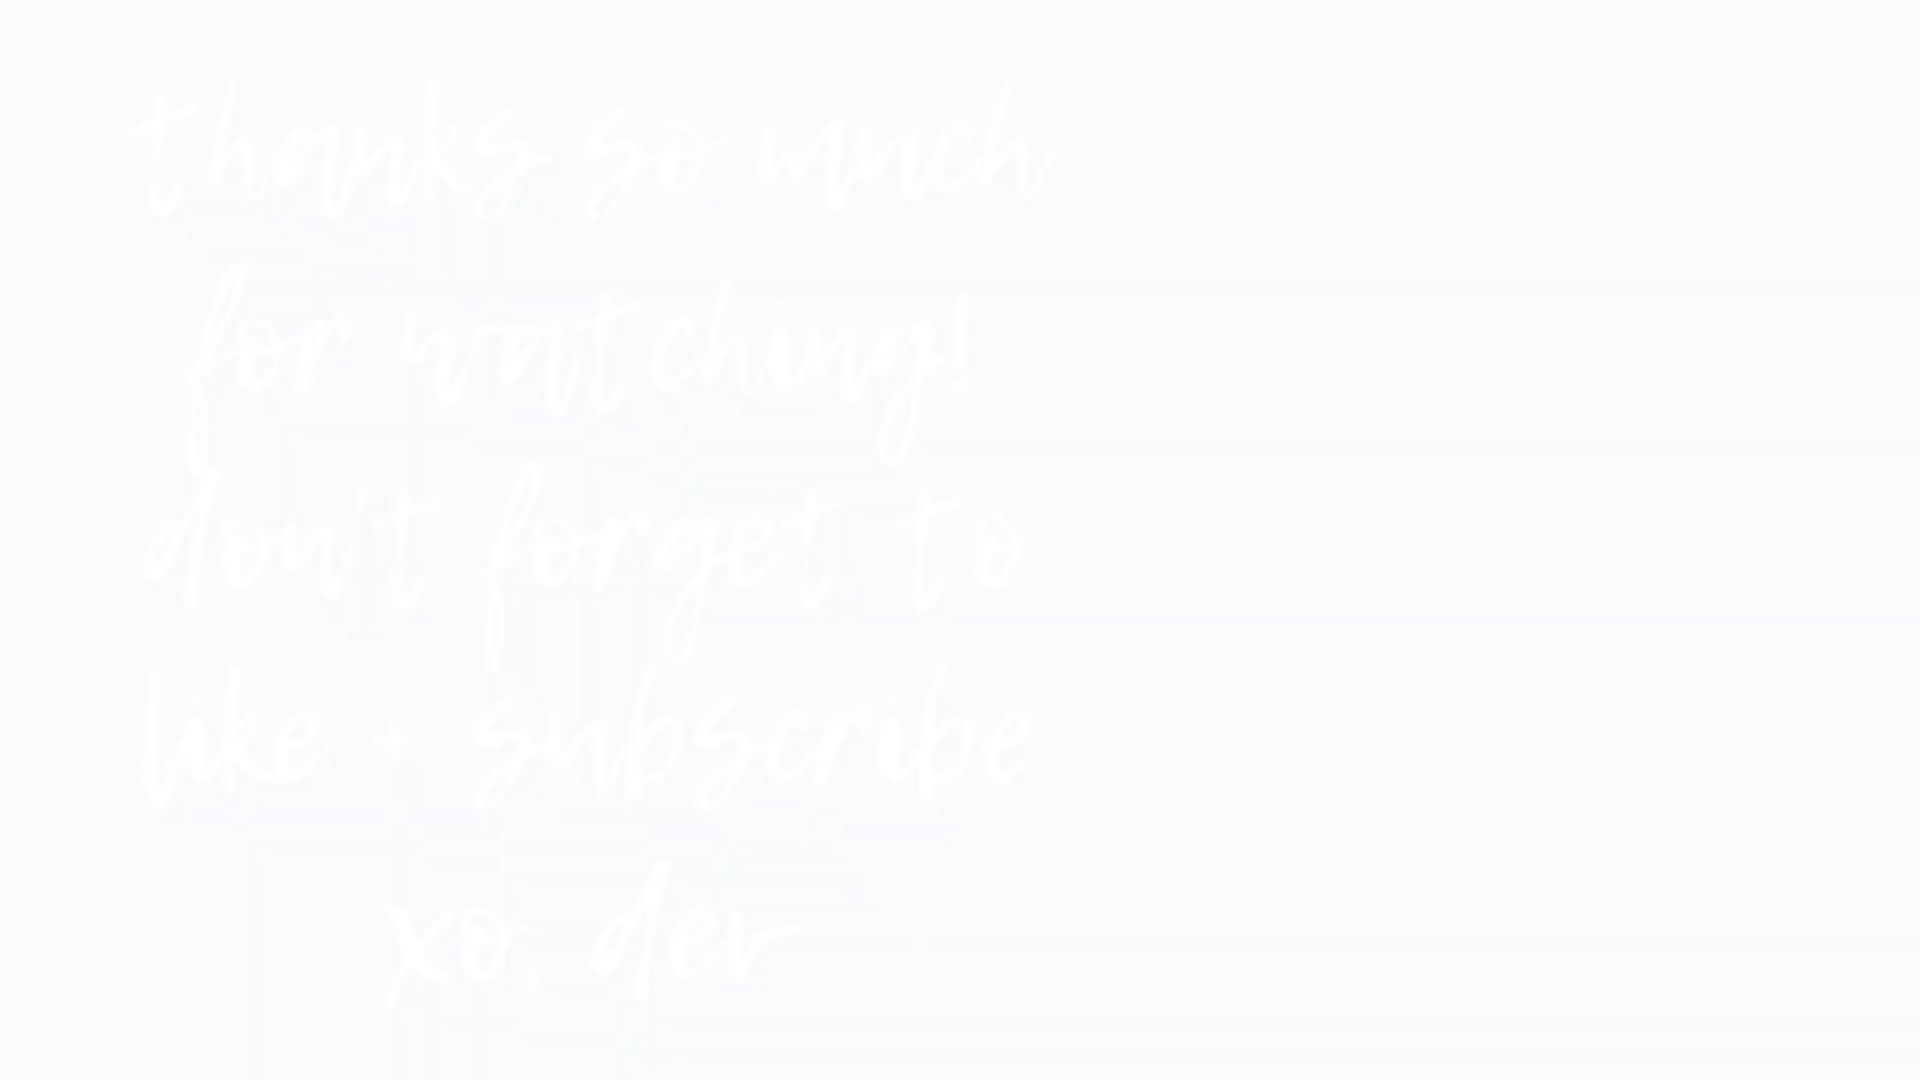 thanks so much
for watching!
don't forget to
like + subscribe
xo, dev